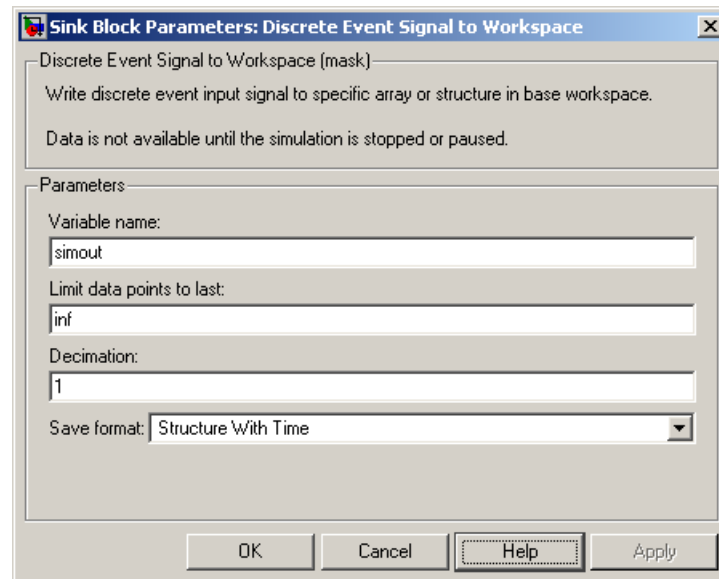 Sink Block Parameters: Discrete Event Signal to Workspace
Discrete Event Signal to Workspace (mask)
Write discrete event input signal to specific array or structure in base workspace.
Data is not available until the simulation is stopped or paused.
Parameters
Variable name:
simout
Limit data points to last:
inf
Decimation:
1
Save format: Structure With Time
OK Cancel Help Apply